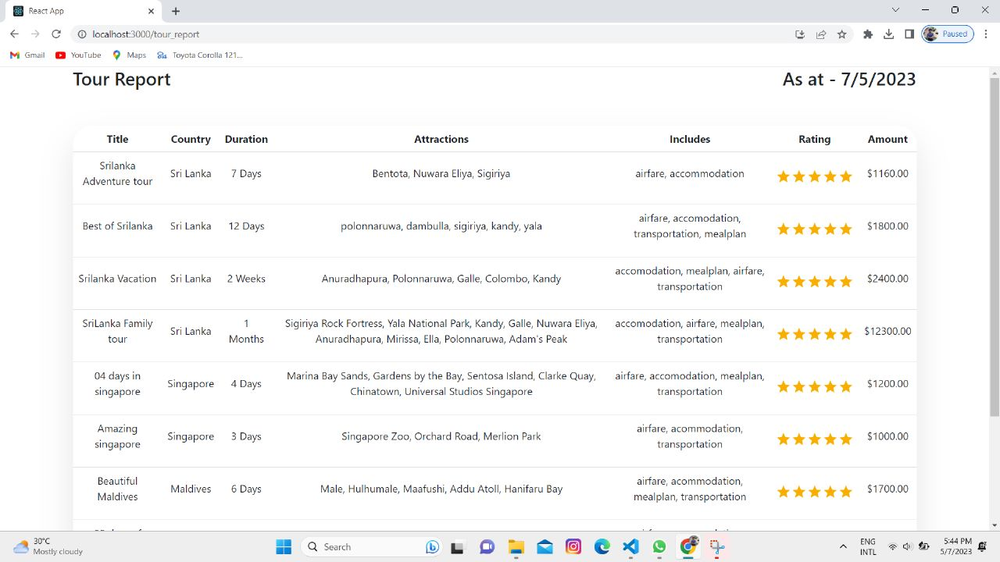 React App
localhost:3000/tour_report
Paused
Gmail
YouTube
Maps
Toyota Corolla 121...
Tour Report
As at - 7/5/2023
Title Country Duration Attractions Includes Rating Amount
Srilanka
Adventure tour
Sri Lanka
7 Days
Bentota, Nuwara Eliya, Sigiriya
airfare, accommodation
$1160.00
Best of Srilanka
Sri Lanka
12 Days
polonnaruwa, dambulla, sigiriya, kandy, yala
airfare, accomodation,
transportation, mealplan
$1800.00
Srilanka Vacation
Sri Lanka
2 Weeks
Anuradhapura, Polonnaruwa, Galle, Colombo, Kandy
accomodation, mealplan, airfare,
transportation
$2400.00
SriLanka Family
tour
Sri Lanka
1
Months
Sigiriya Rock Fortress, Yala National Park, Kandy, Galle, Nuwara Eliya,
Anuradhapura, Mirissa, Ella, Polonnaruwa, Adam's Peak
accomodation, airfare, mealplan,
transportation
$12300.00
04 days in
singapore
Singapore
4 Days
Marina Bay Sands, Gardens by the Bay, Sentosa Island, Clarke Quay,
Chinatown, Universal Studios Singapore
airfare, accomodation, mealplan,
transportation
$1200.00
Amazing
singapore
Singapore
3 Days
Singapore Zoo, Orchard Road, Merlion Park
airfare, acommodation,
transportation
$1000.00
Beautiful
Maldives
Maldives
6 Days
Male, Hulhumale, Maafushi, Addu Atoll, Hanifaru Bay
airfare, acommodation,
mealplan, transportation
$1700.00
30°C
Mostly cloudy
Search
ENG
INTL
5:44 PM
5/7/2023